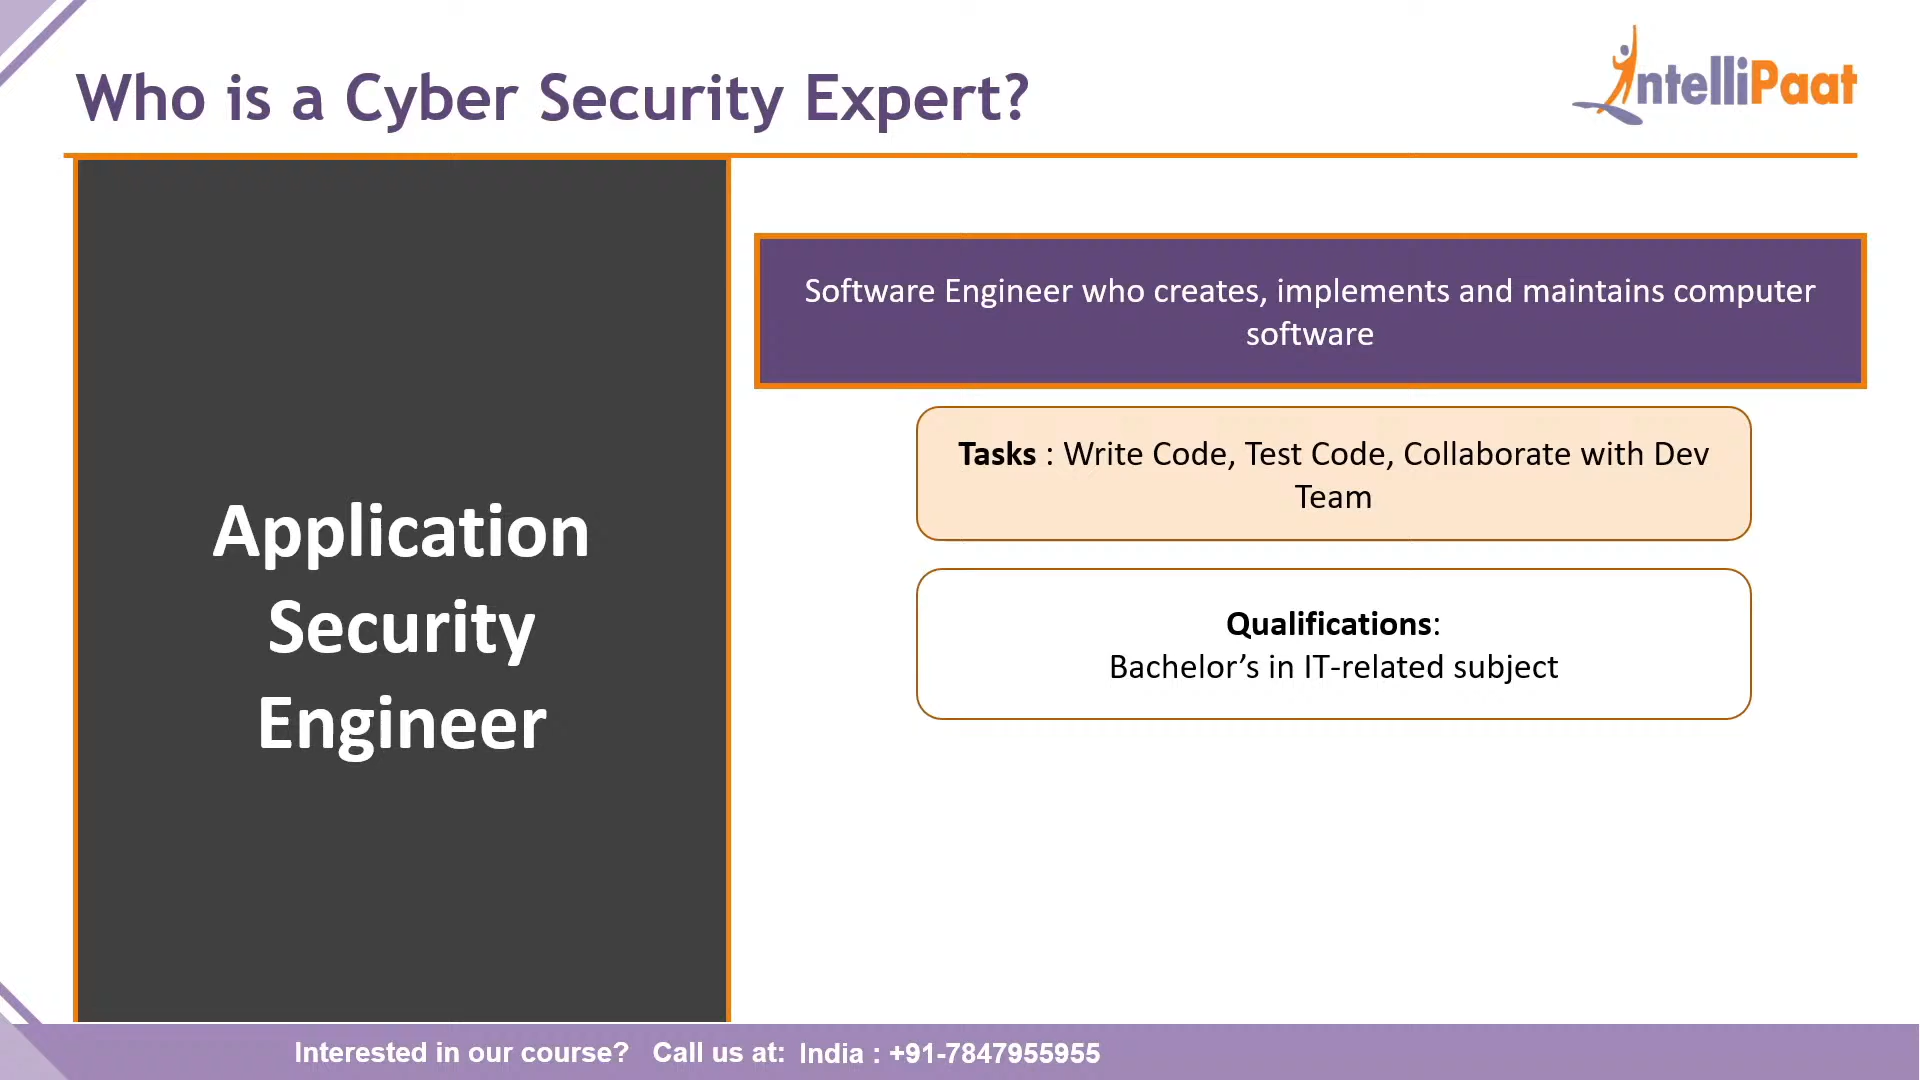 Who is a Cyber Security Expert?
IntelliPaat
Application
Security
Engineer
Software Engineer who creates, implements and maintains computer
software
Tasks : Write Code, Test Code, Collaborate with Dev
Team
Qualifications:
Bachelor’s in IT-related subject
Interested in our course? Call us at: India : +91-7847955955